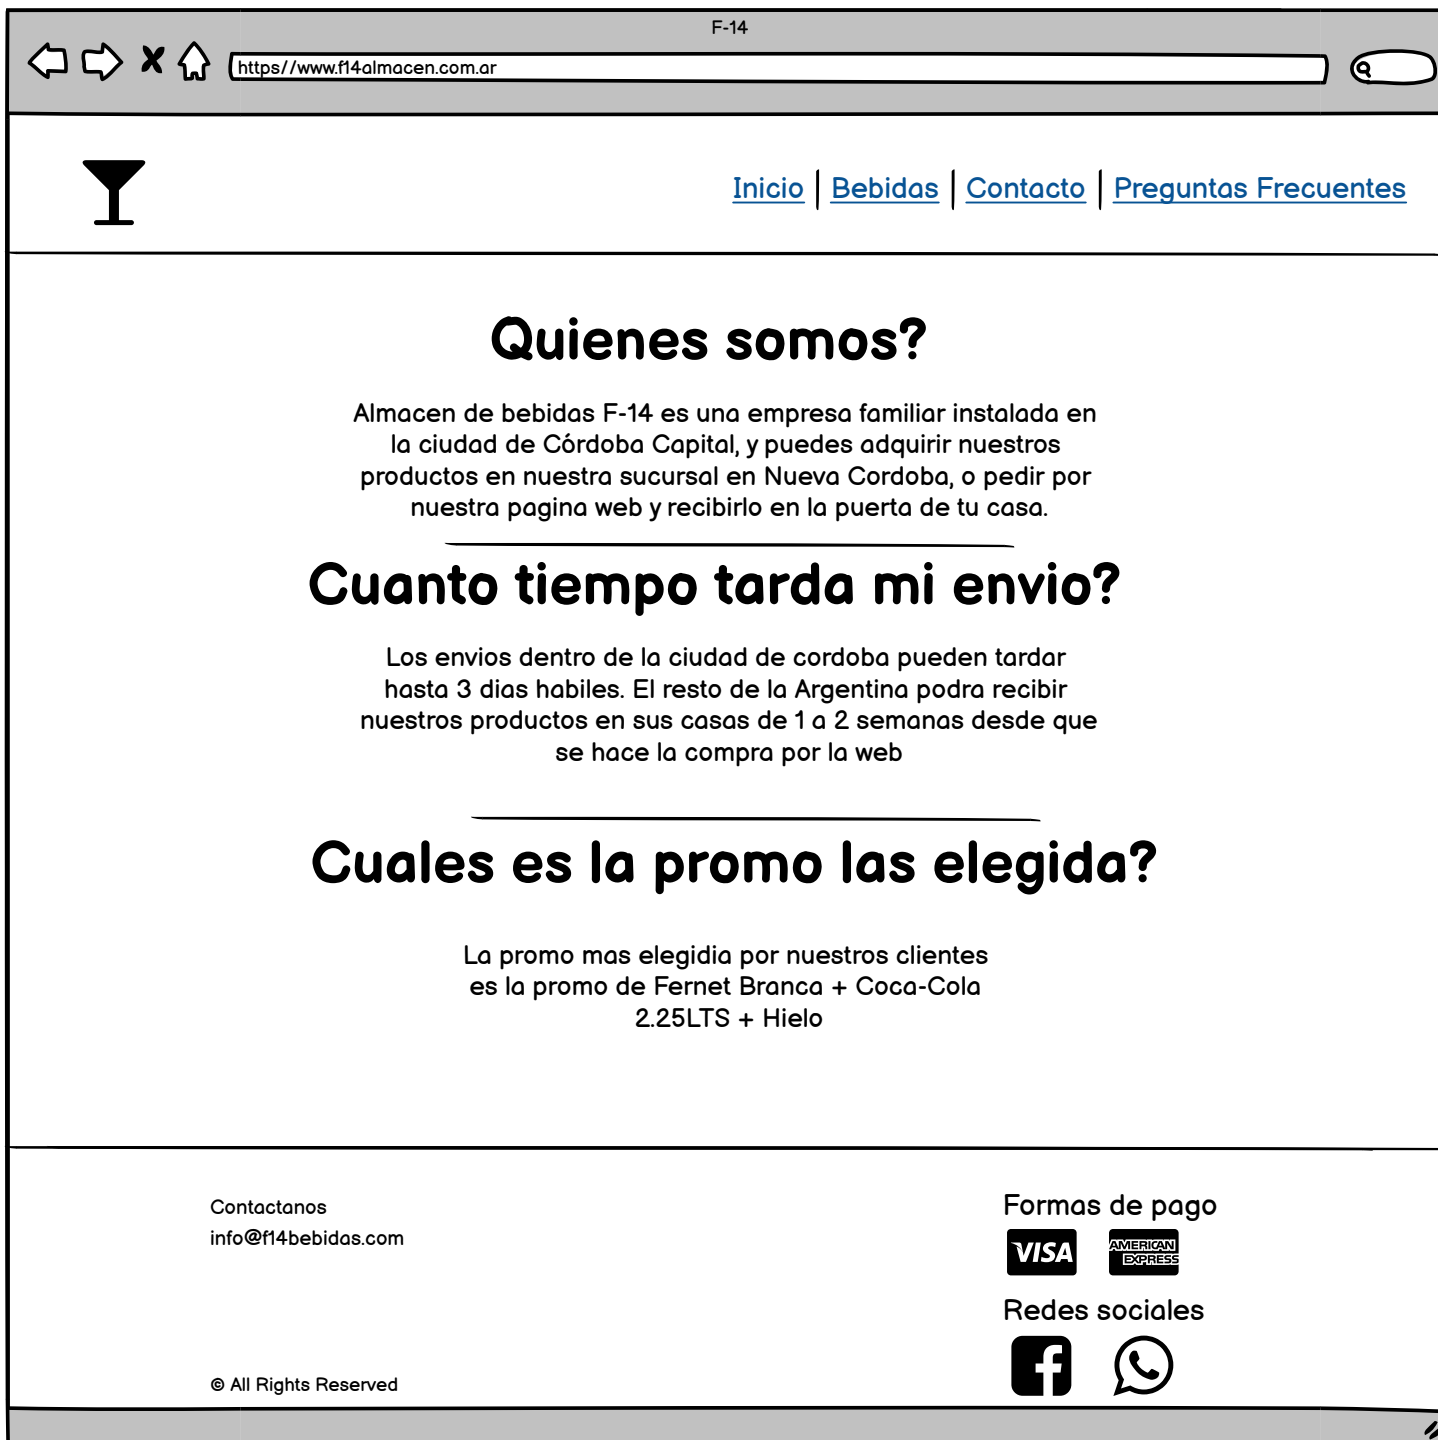 F-14
https//www.f14almacen.com.ar
Inicio | Bebidas | Contacto | Preguntas Frecuentes
Quienes somos?
Almacen de bebidas F-14 es una empresa familiar instalada en
la ciudad de Córdoba Capital, y puedes adquirir nuestros
productos en nuestra sucursal en Nueva Cordoba, o pedir por
nuestra pagina web y recibirlo en la puerta de tu casa.
Cuanto tiempo tarda mi envio?
Los envios dentro de la ciudad de cordoba pueden tardar
hasta 3 dias habiles. El resto de la Argentina podra recibir
nuestros productos en sus casas de 1 a 2 semanas desde que
se hace la compra por la web
Cuales es la promo las elegida?
La promo mas elegidia por nuestros clientes
es la promo de Fernet Branca + Coca-Cola
2.25LTS + Hielo
Contactanos
info@f14bebidas.com
© All Rights Reserved
Formas de pago
VISA
AMERICAN
EXPRESS
Redes sociales